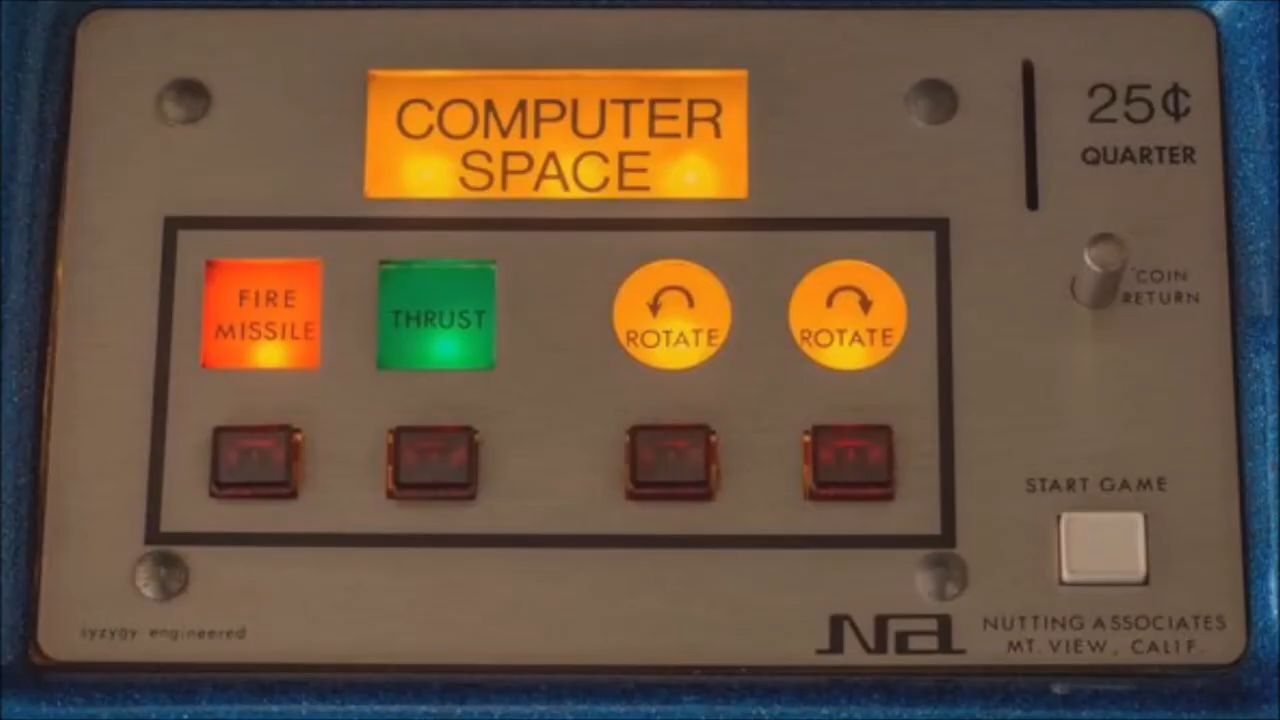 COMPUTER
SPACE
25¢
QUARTER
FIRE
MISSILE
THRUST
ROTATE
ROTATE
COIN
RETURN
START GAME
syzygy engineered
Na
NUTTING ASSOCIATES
MT. VIEW, CALIF.